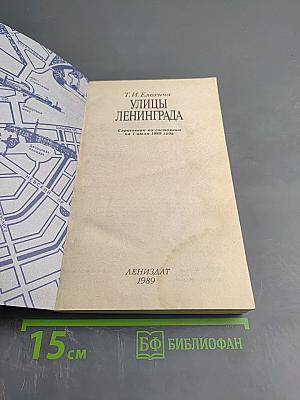 Т. И. Елохина
УЛИЦЫ
ЛЕНИНГРАДА
Справочник по состоянию
на 1 июля 1989 года
ЛЕНИЗДАТ
1989
15 см
БФ БИБЛИОФАН